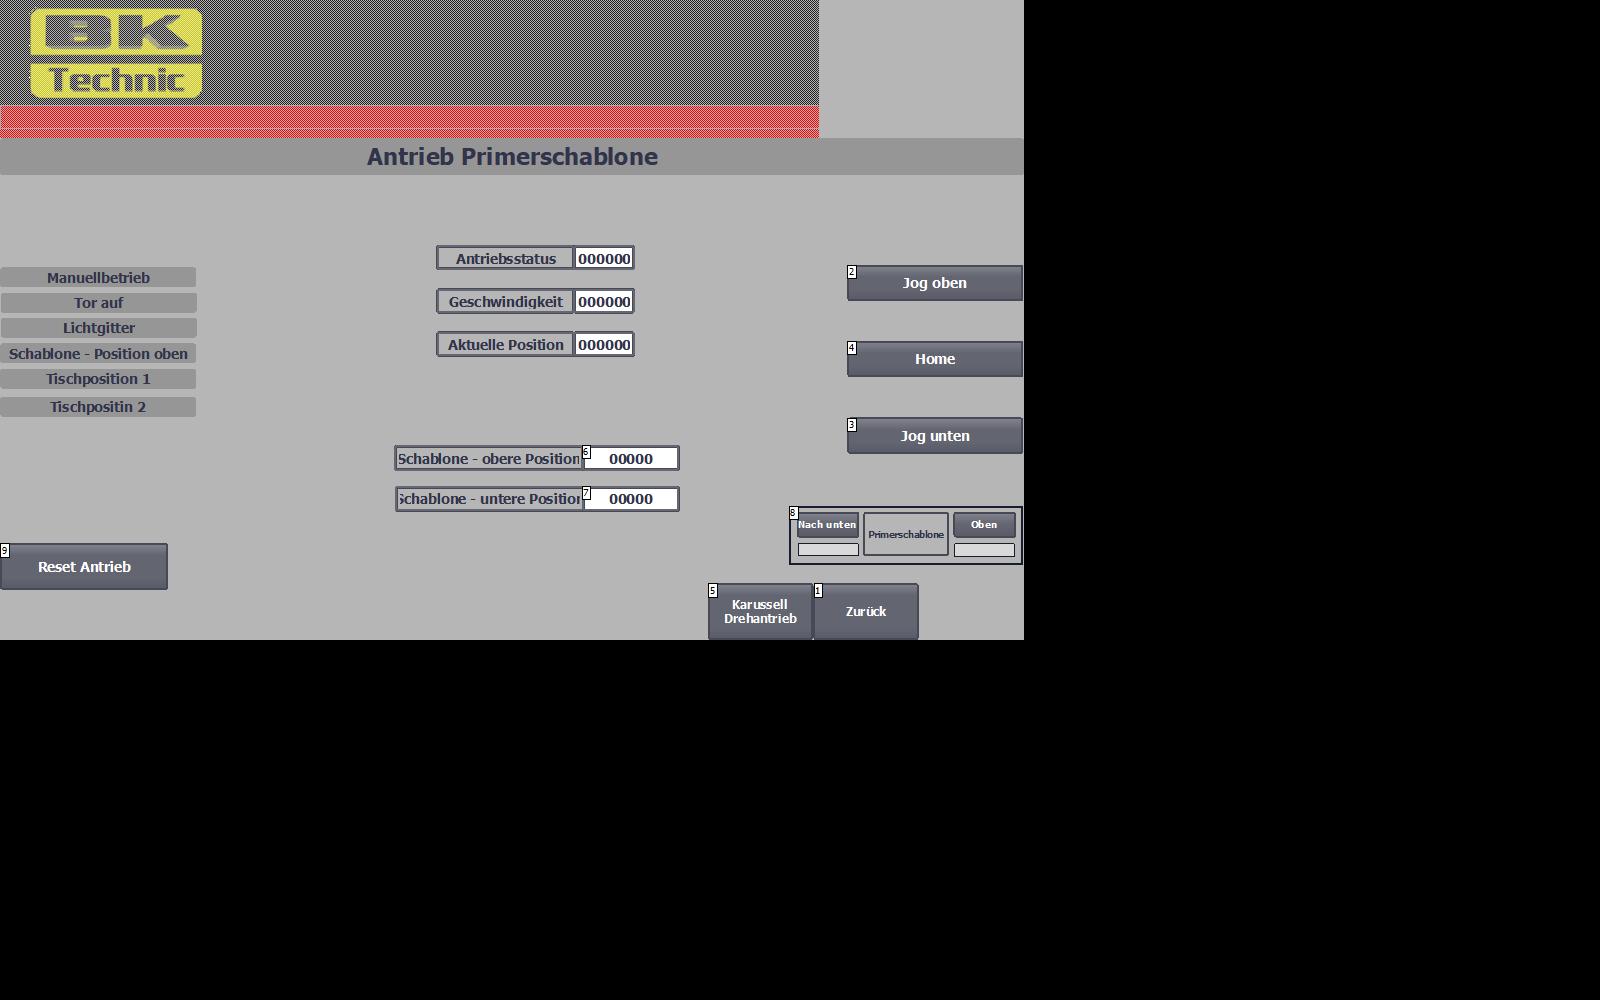 BK
Technic
Antrieb Primerschablone
Antriebsstatus 000000
Manuellbetrieb
2
Jog oben
Tor auf
Geschwindigkeit 000000
Lichtgitter
Aktuelle Position 000000
Schablone - Position oben
4
Home
Tischposition 1
Tischpositin 2
3
Jog unten
Schablone - obere Position 6 00000
Schablone - untere Position 7 00000
8
Nach unten Primerschablone Oben
9
Reset Antrieb
5
Karussell
Drehantrieb
1
Zurück